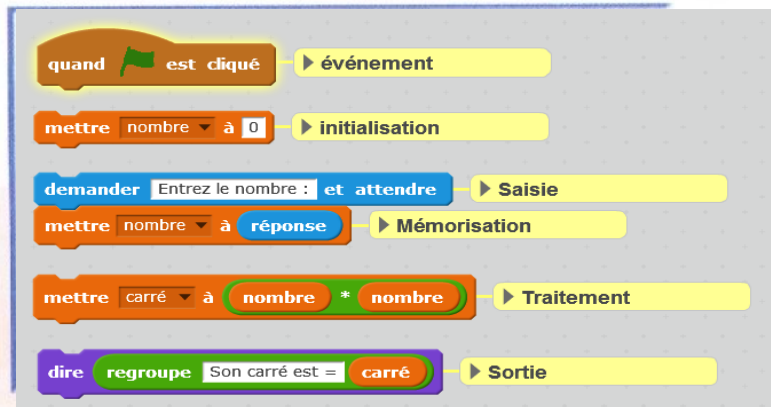 quand est cliqué événement
mettre nombre à 0 initialisation
demander Entrez le nombre : et attendre Saisie
mettre nombre à réponse Mémorisation
mettre carré à nombre * nombre Traitement
dire regroupe Son carré est = carré Sortie